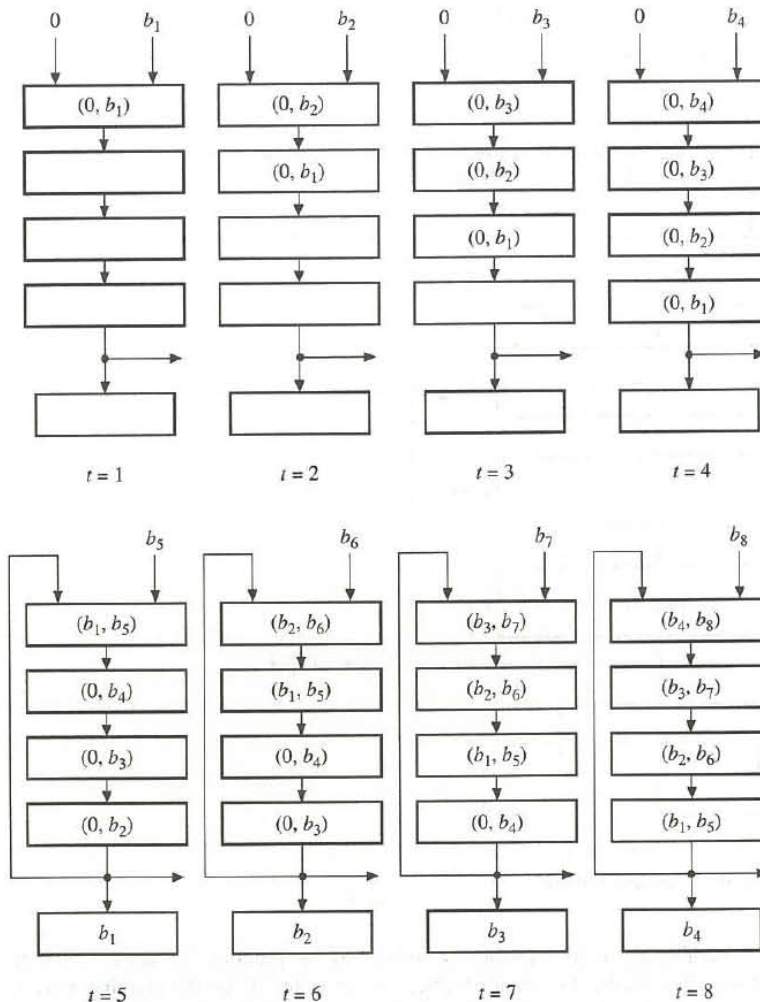 0 b₁ 0 b₂ 0 b₃ 0 b₄
(0, b₁) (0, b₂) (0, b₃) (0, b₄)
(0, b₁) (0, b₂) (0, b₃)
(0, b₁) (0, b₂)
(0, b₁)
t = 1 t = 2 t = 3 t = 4
b₅ b₆ b₇ b₈
(b₁, b₅) (b₂, b₆) (b₃, b₇) (b₄, b₈)
(0, b₄) (b₁, b₅) (b₂, b₆) (b₃, b₇)
(0, b₃) (0, b₄) (b₁, b₅) (b₂, b₆)
(0, b₂) (0, b₃) (0, b₄) (b₁, b₅)
b₁ b₂ b₃ b₄
t = 5 t = 6 t = 7 t = 8